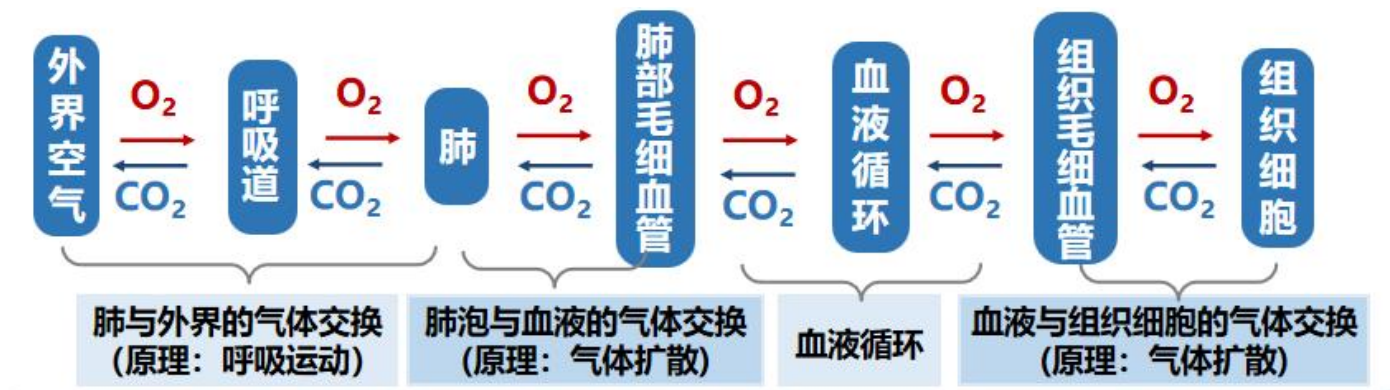 外界空气
O₂
CO₂
呼吸道
O₂
CO₂
肺
O₂
CO₂
肺部毛细血管
O₂
CO₂
血液循环
O₂
CO₂
组织毛细血管
O₂
CO₂
组织细胞
肺与外界的气体交换
(原理：呼吸运动)
肺泡与血液的气体交换
(原理：气体扩散)
血液循环
血液与组织细胞的气体交换
(原理：气体扩散)